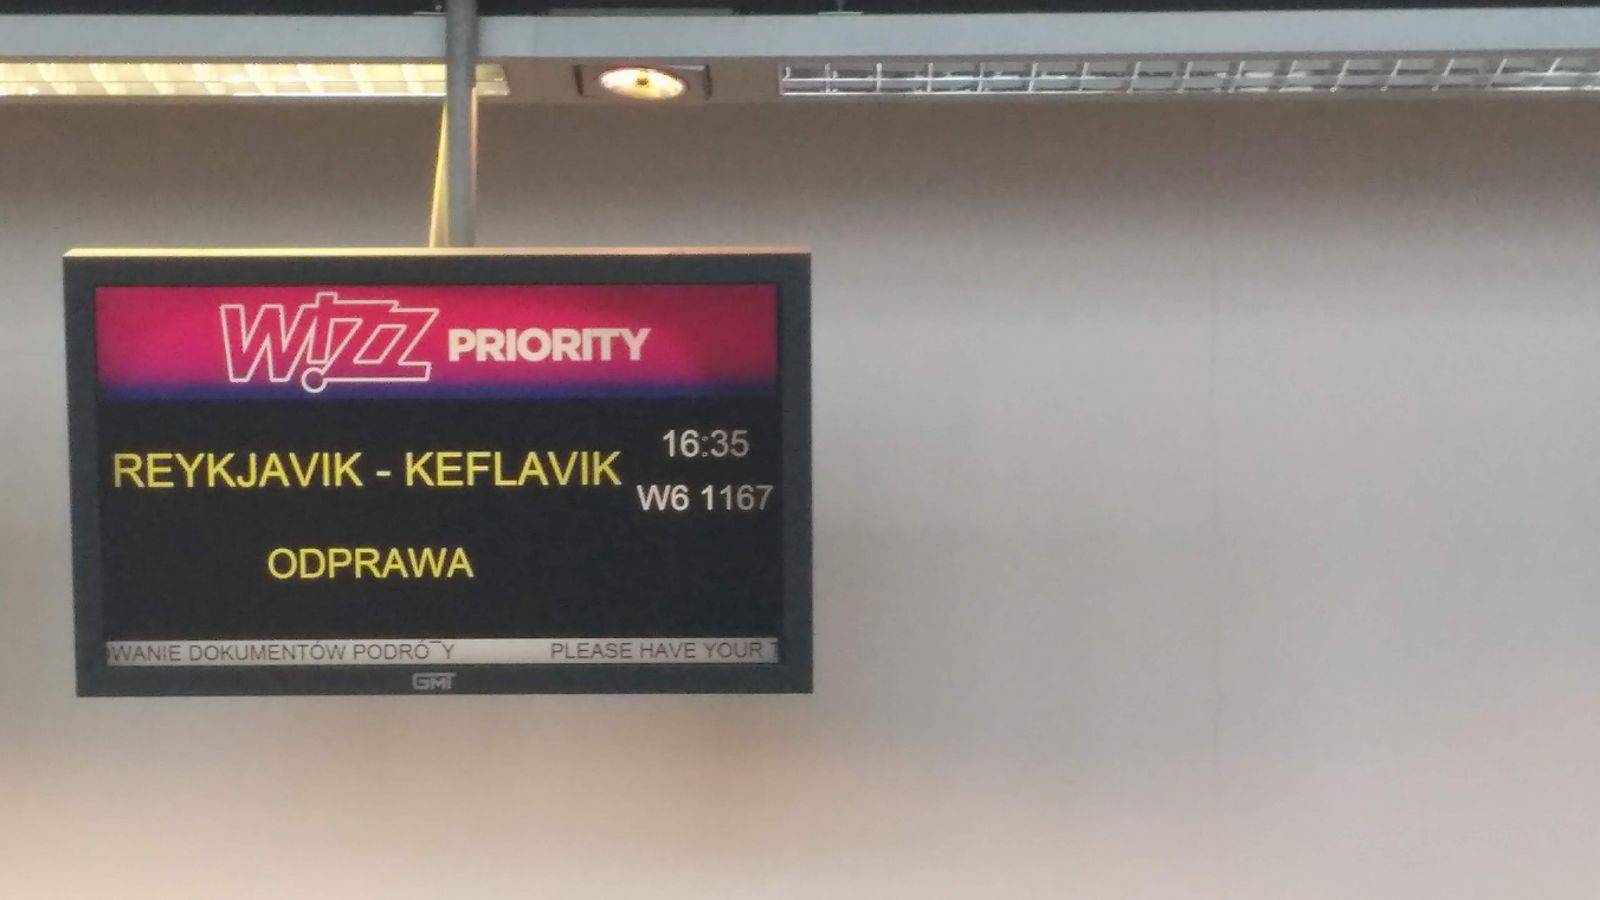 WIZZ PRIORITY
REYKJAVIK - KEFLAVIK
16:35
W6 1167
ODPRAWA
WANIE DOKUMENTÓW PODRÓ¯Y PLEASE HAVE YOUR T
GMT